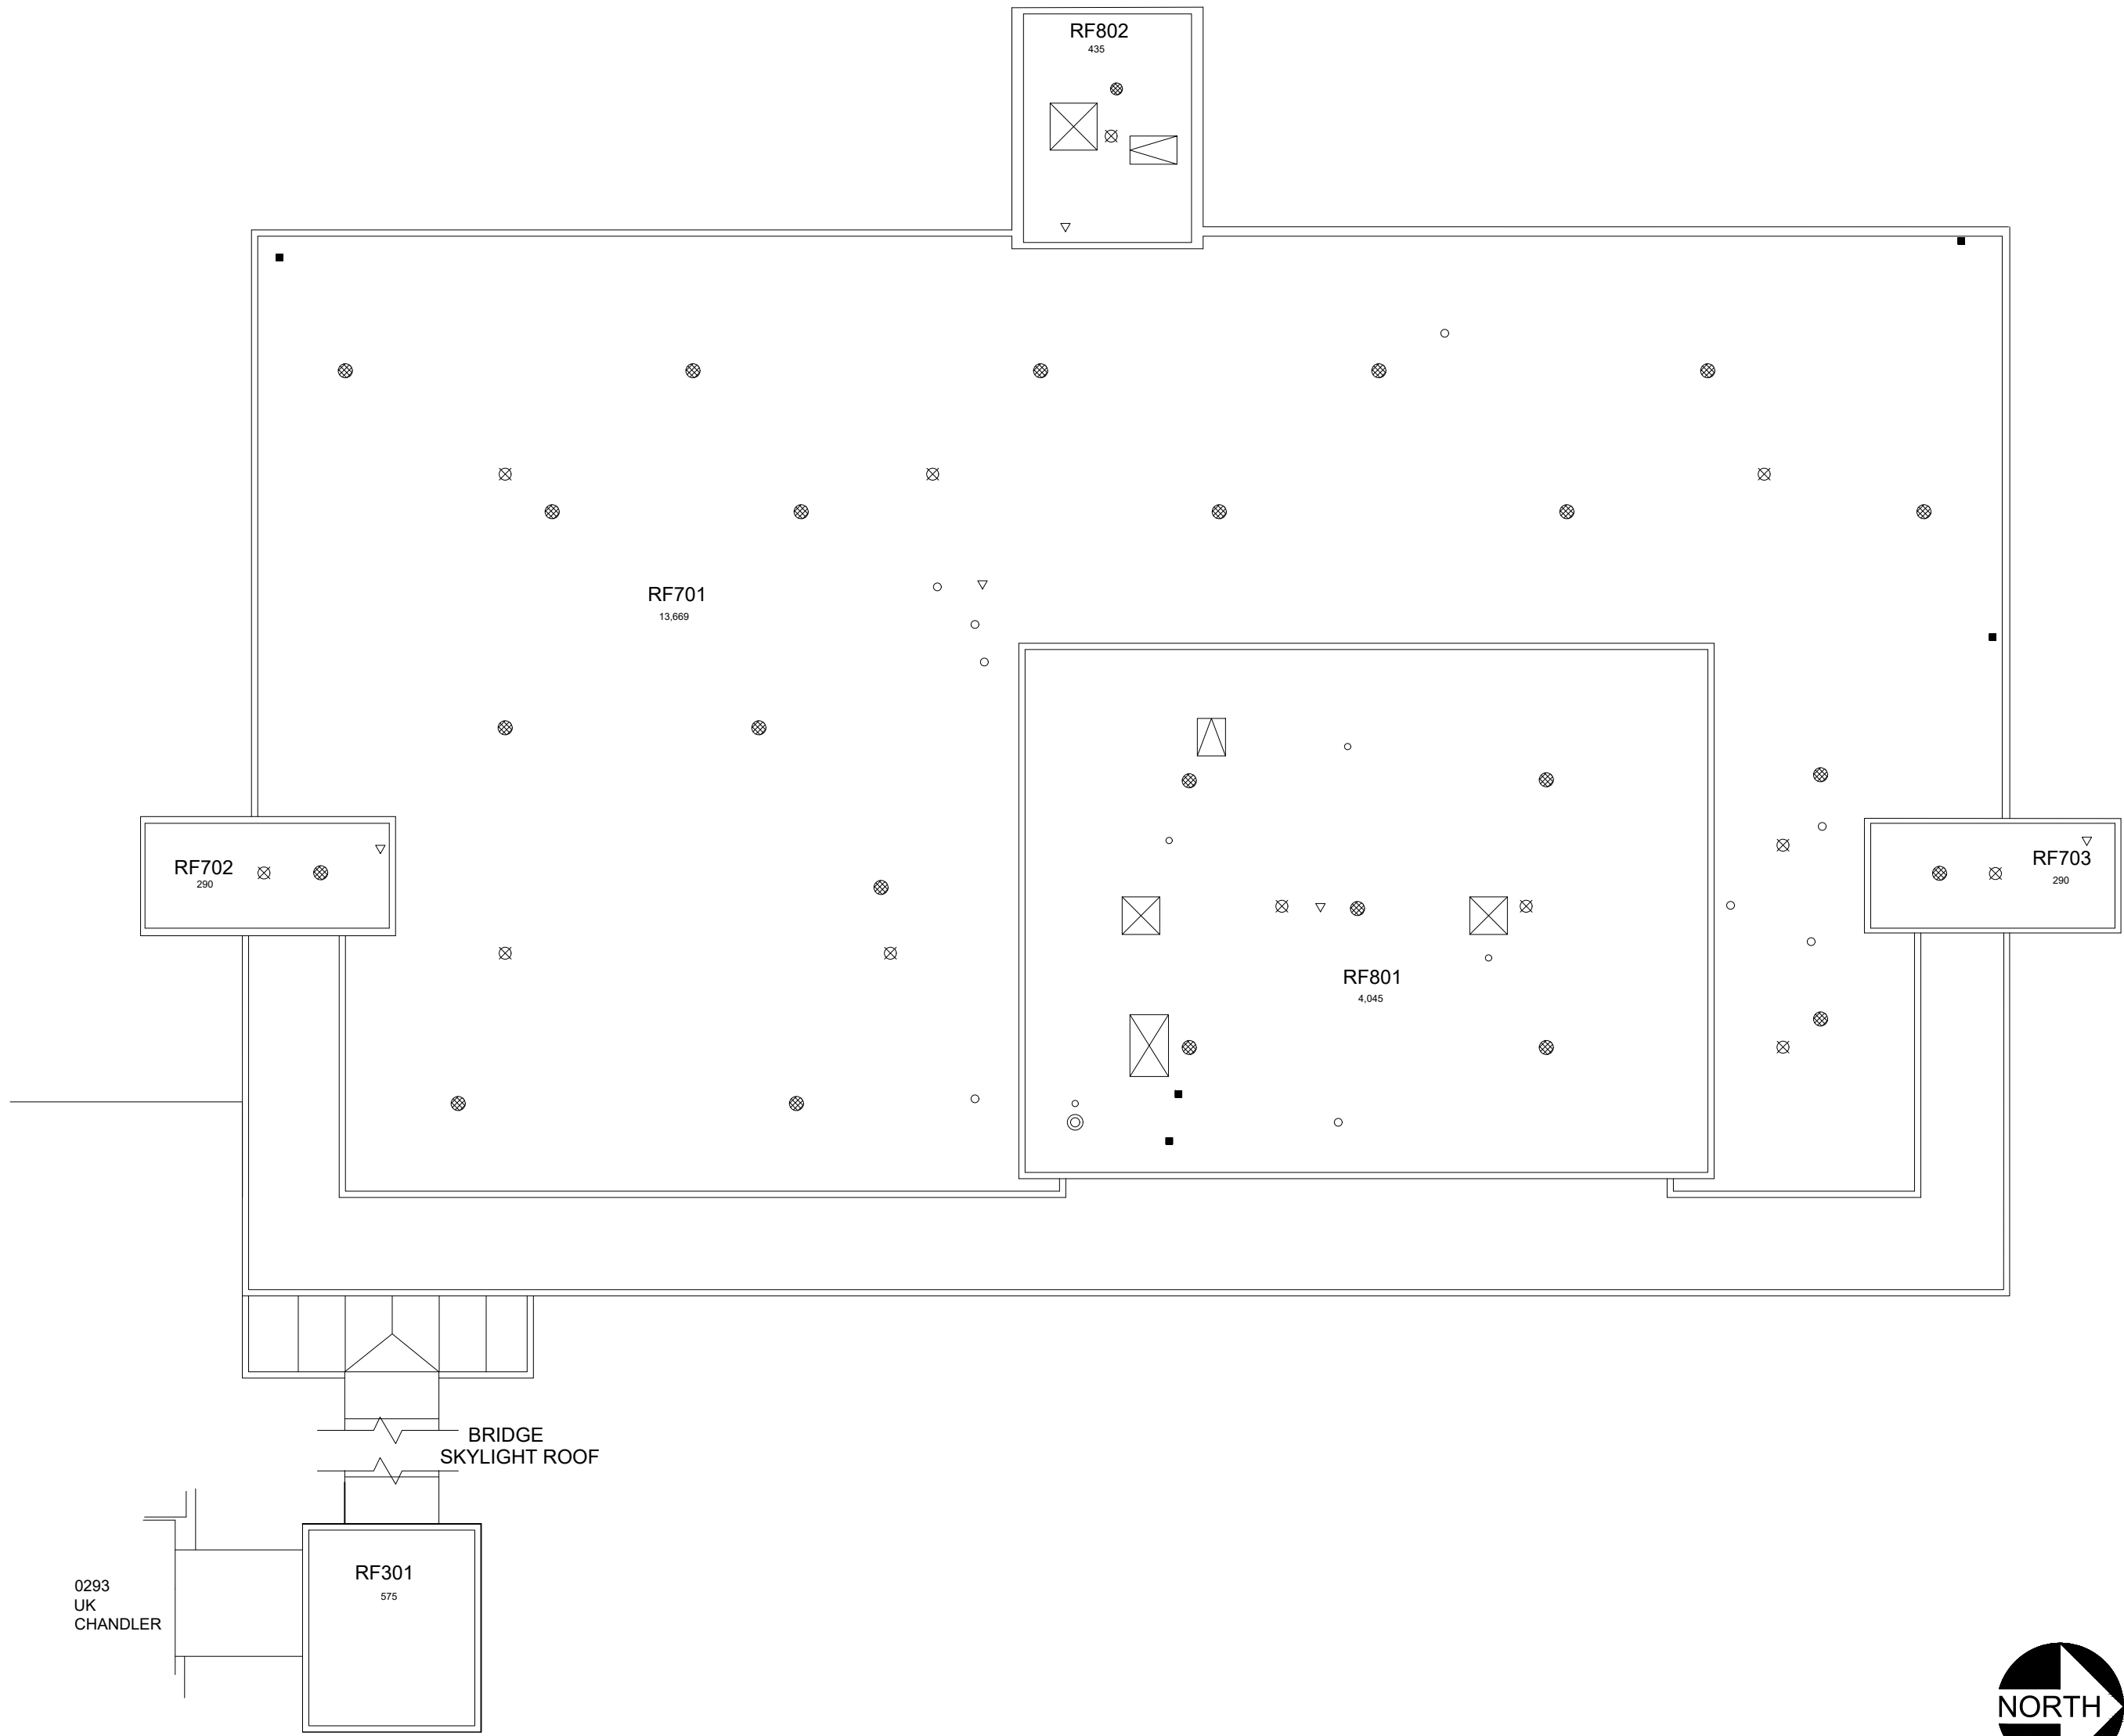 RF802
435
RF701
13,669
RF702
290
RF703
290
RF801
4,045
BRIDGE
SKYLIGHT ROOF
RF301
575
0293
UK
CHANDLER
NORTH